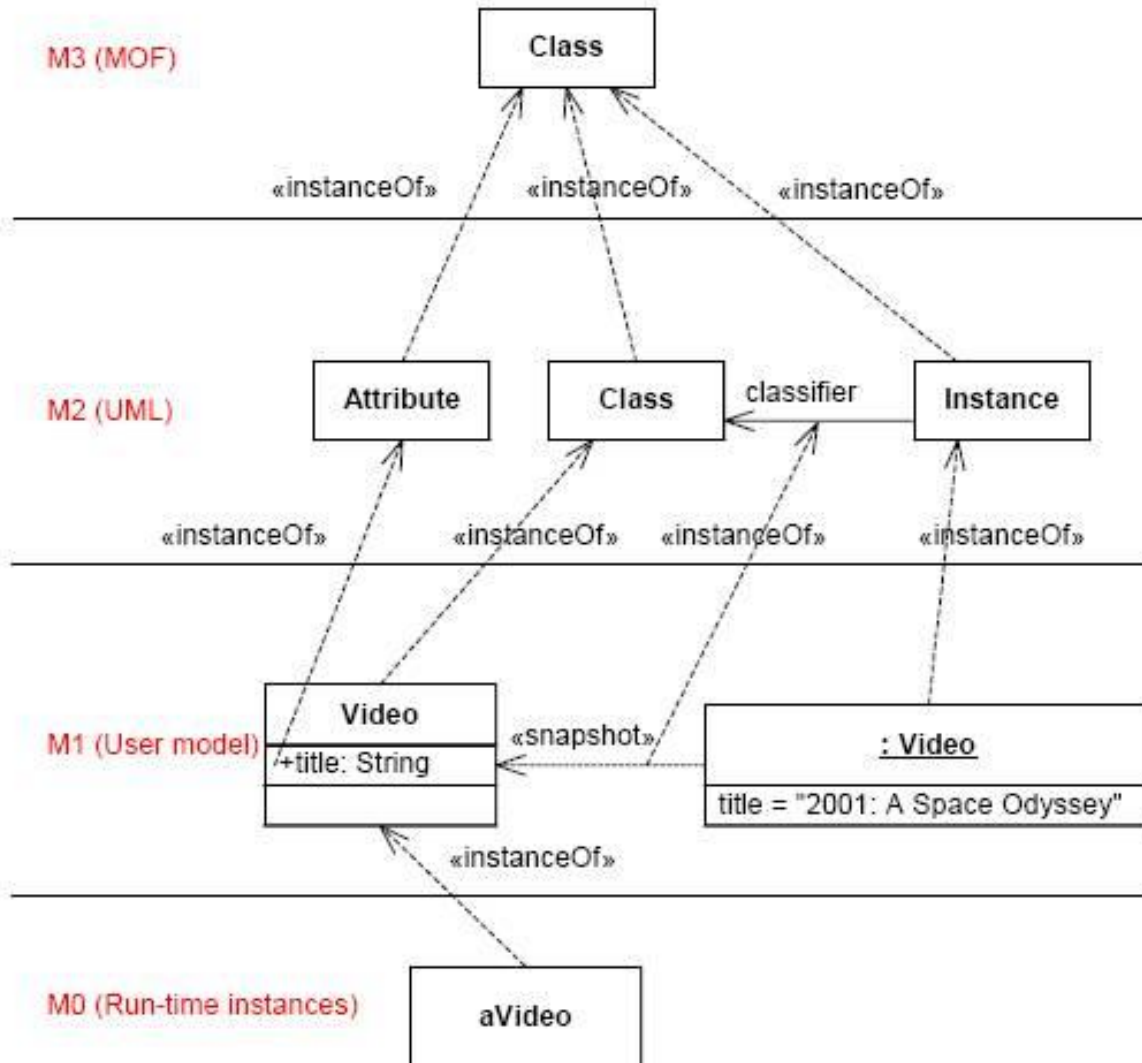 Class
M3 (MOF)
«instanceOf» «instanceOf» «instanceOf»
Attribute Class classifier Instance
M2 (UML)
«instanceOf» «instanceOf» «instanceOf» «instanceOf»
Video
«snapshot»
: Video
M1 (User model)
+title: String
title = "2001: A Space Odyssey"
«instanceOf»
M0 (Run-time instances)
aVideo